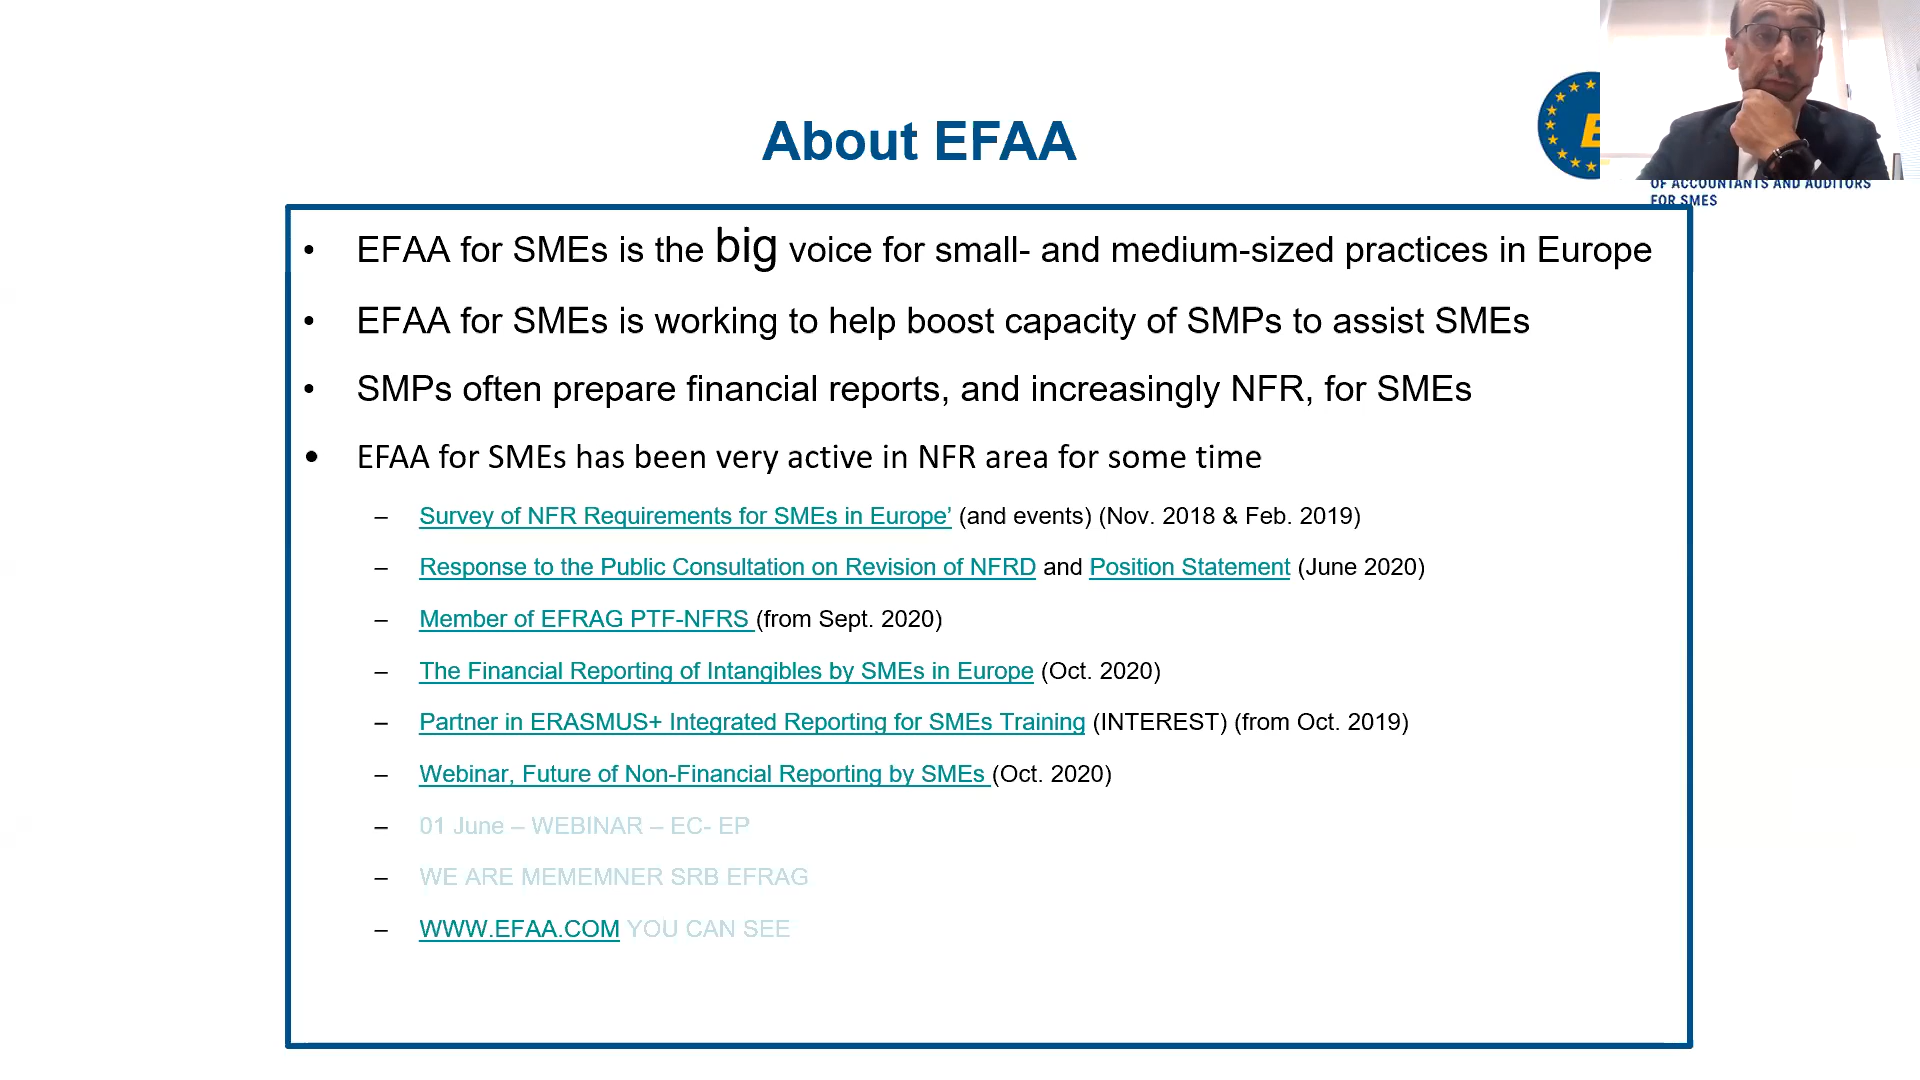 About EFAA
E
OF ACCOUNTANTS AND AUDITORS
FOR SMES
• EFAA for SMEs is the big voice for small- and medium-sized practices in Europe
• EFAA for SMEs is working to help boost capacity of SMPs to assist SMEs
• SMPs often prepare financial reports, and increasingly NFR, for SMEs
• EFAA for SMEs has been very active in NFR area for some time
– Survey of NFR Requirements for SMEs in Europe’ (and events) (Nov. 2018 & Feb. 2019)
– Response to the Public Consultation on Revision of NFRD and Position Statement (June 2020)
– Member of EFRAG PTF-NFRS (from Sept. 2020)
– The Financial Reporting of Intangibles by SMEs in Europe (Oct. 2020)
– Partner in ERASMUS+ Integrated Reporting for SMEs Training (INTEREST) (from Oct. 2019)
– Webinar, Future of Non-Financial Reporting by SMEs (Oct. 2020)
– 01 June – WEBINAR – EC- EP
– WE ARE MEMEMNER SRB EFRAG
– WWW.EFAA.COM YOU CAN SEE